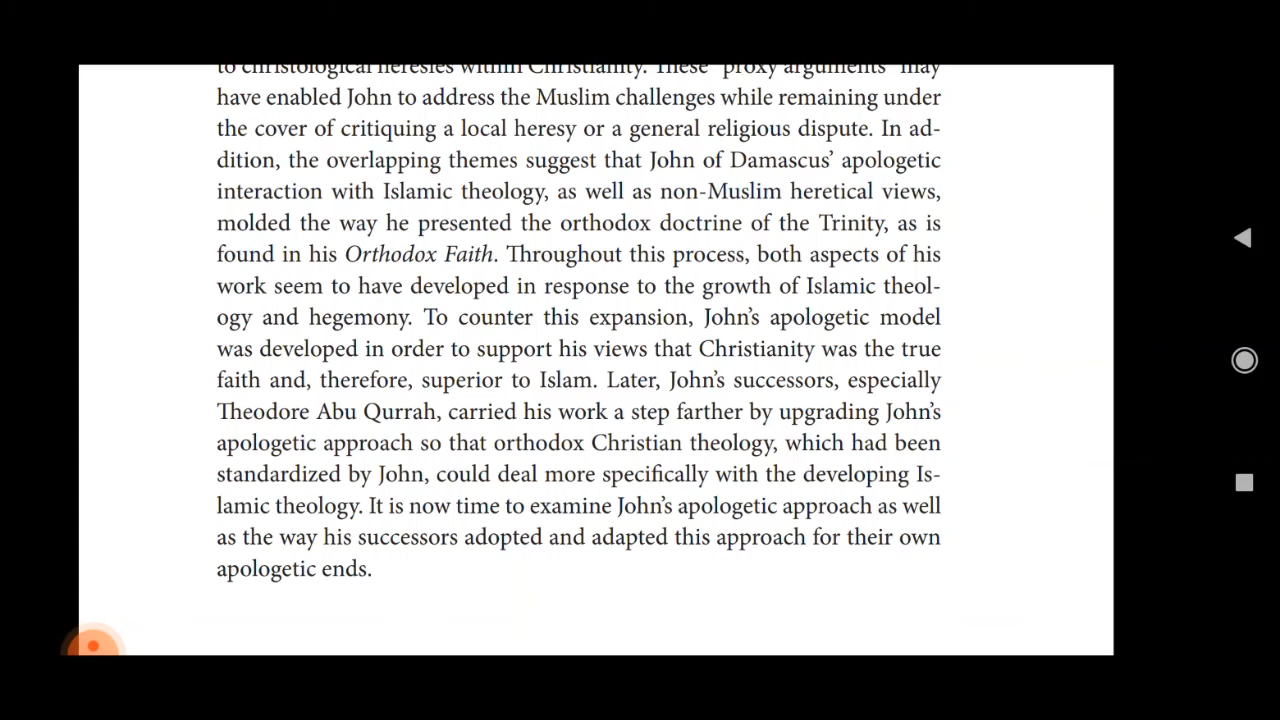 to christological heresies within Christianity. These “proxy arguments” may
have enabled John to address the Muslim challenges while remaining under
the cover of critiquing a local heresy or a general religious dispute. In ad-
dition, the overlapping themes suggest that John of Damascus’ apologetic
interaction with Islamic theology, as well as non-Muslim heretical views,
molded the way he presented the orthodox doctrine of the Trinity, as is
found in his Orthodox Faith. Throughout this process, both aspects of his
work seem to have developed in response to the growth of Islamic theol-
ogy and hegemony. To counter this expansion, John’s apologetic model
was developed in order to support his views that Christianity was the true
faith and, therefore, superior to Islam. Later, John’s successors, especially
Theodore Abu Qurrah, carried his work a step farther by upgrading John’s
apologetic approach so that orthodox Christian theology, which had been
standardized by John, could deal more specifically with the developing Is-
lamic theology. It is now time to examine John’s apologetic approach as well
as the way his successors adopted and adapted this approach for their own
apologetic ends.